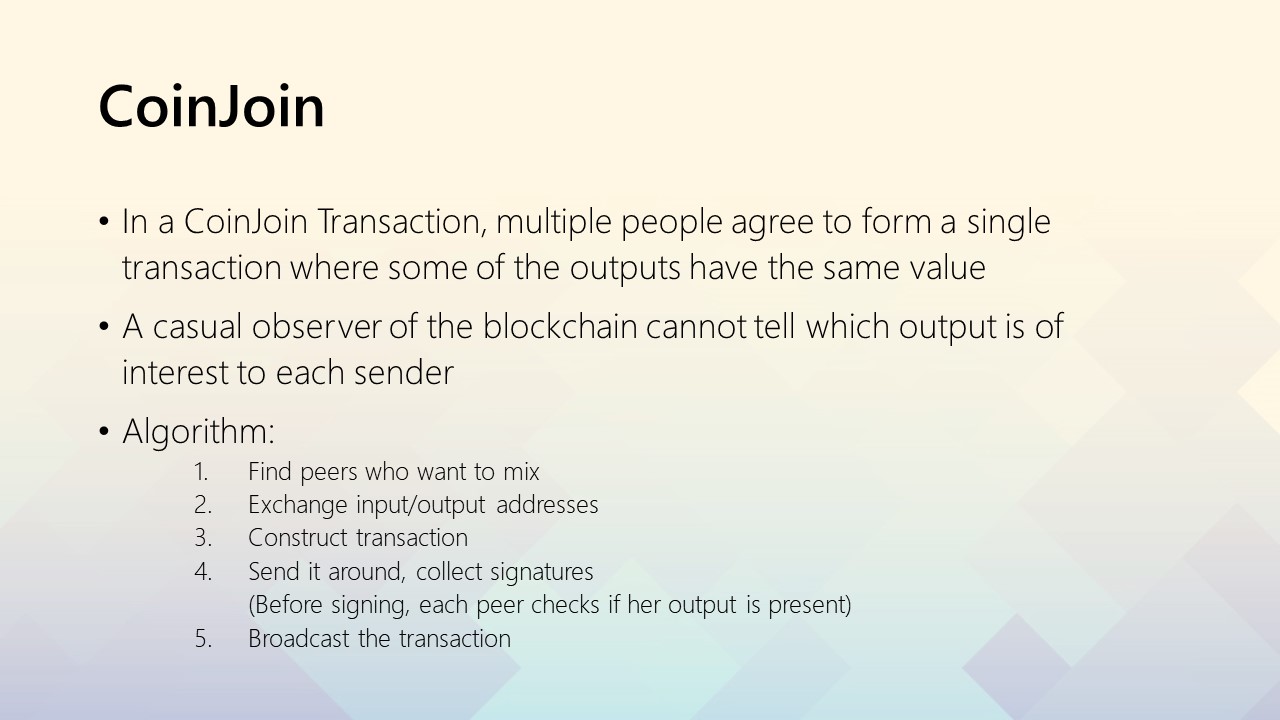 CoinJoin
• In a CoinJoin Transaction, multiple people agree to form a single
transaction where some of the outputs have the same value
• A casual observer of the blockchain cannot tell which output is of
interest to each sender
• Algorithm:
1. Find peers who want to mix
2. Exchange input/output addresses
3. Construct transaction
4. Send it around, collect signatures
(Before signing, each peer checks if her output is present)
5. Broadcast the transaction